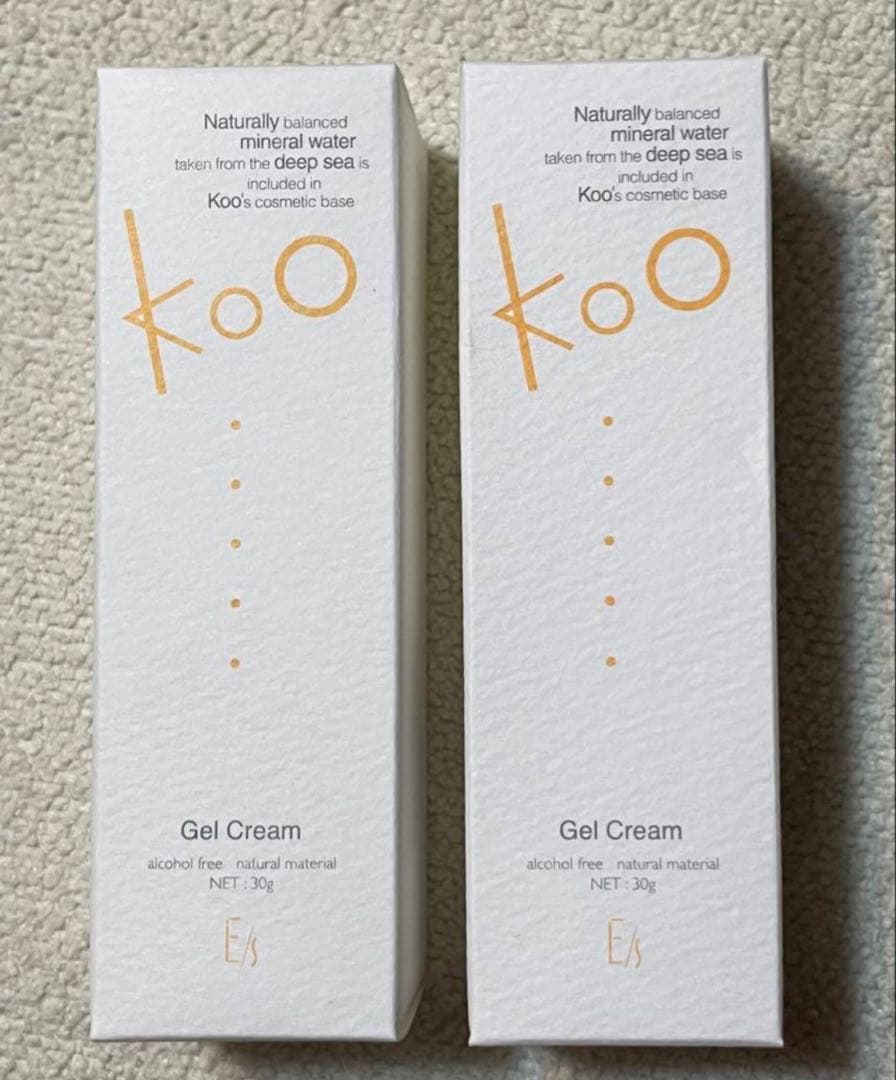 Naturally balanced
mineral water
taken from the deep sea is
included in
Koo's cosmetic base
koo
Gel Cream
alcohol free natural material
NET : 30g
E/s
Naturally balanced
mineral water
taken from the deep sea is
included in
Koo's cosmetic base
koo
Gel Cream
alcohol free natural material
NET : 30g
E/s